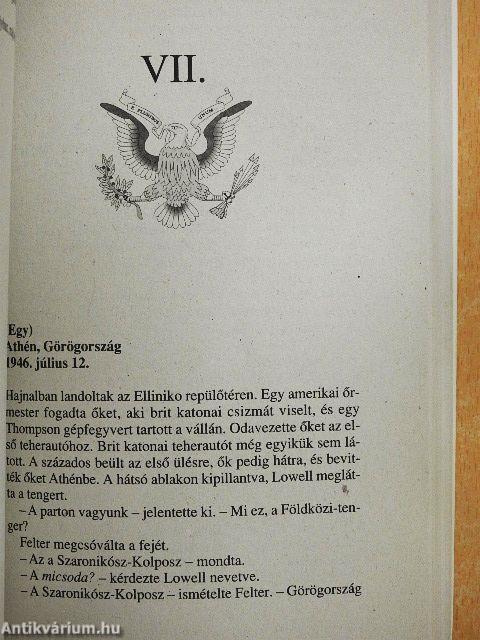 VII.
E PLURIBUS UNUM
(Egy)
Athén, Görögország
1946. július 12.
Hajnalban landoltak az Elliniko repülőtéren. Egy amerikai őr-
mester fogadta őket, aki brit katonai csizmát viselt, és egy
Thompson gépfegyvert tartott a vállán. Odavezette őket az el-
ső teherautóhoz. Brit katonai teherautót még egyikük sem lá-
tott. A százados beült az első ülésre, ők pedig hátra, és bevit-
ték őket Athénbe. A hátsó ablakon kipillantva, Lowell meglát-
ta a tengert.
– A parton vagyunk – jelentette ki. – Mi ez, a Földközi-ten-
ger?
Felter megcsóválta a fejét.
– Az a Szaronikósz-Kolposz – mondta.
– A micsoda? – kérdezte Lowell nevetve.
– A Szaronikósz-Kolposz – ismételte Felter. – Görögország
Antikvárium.hu